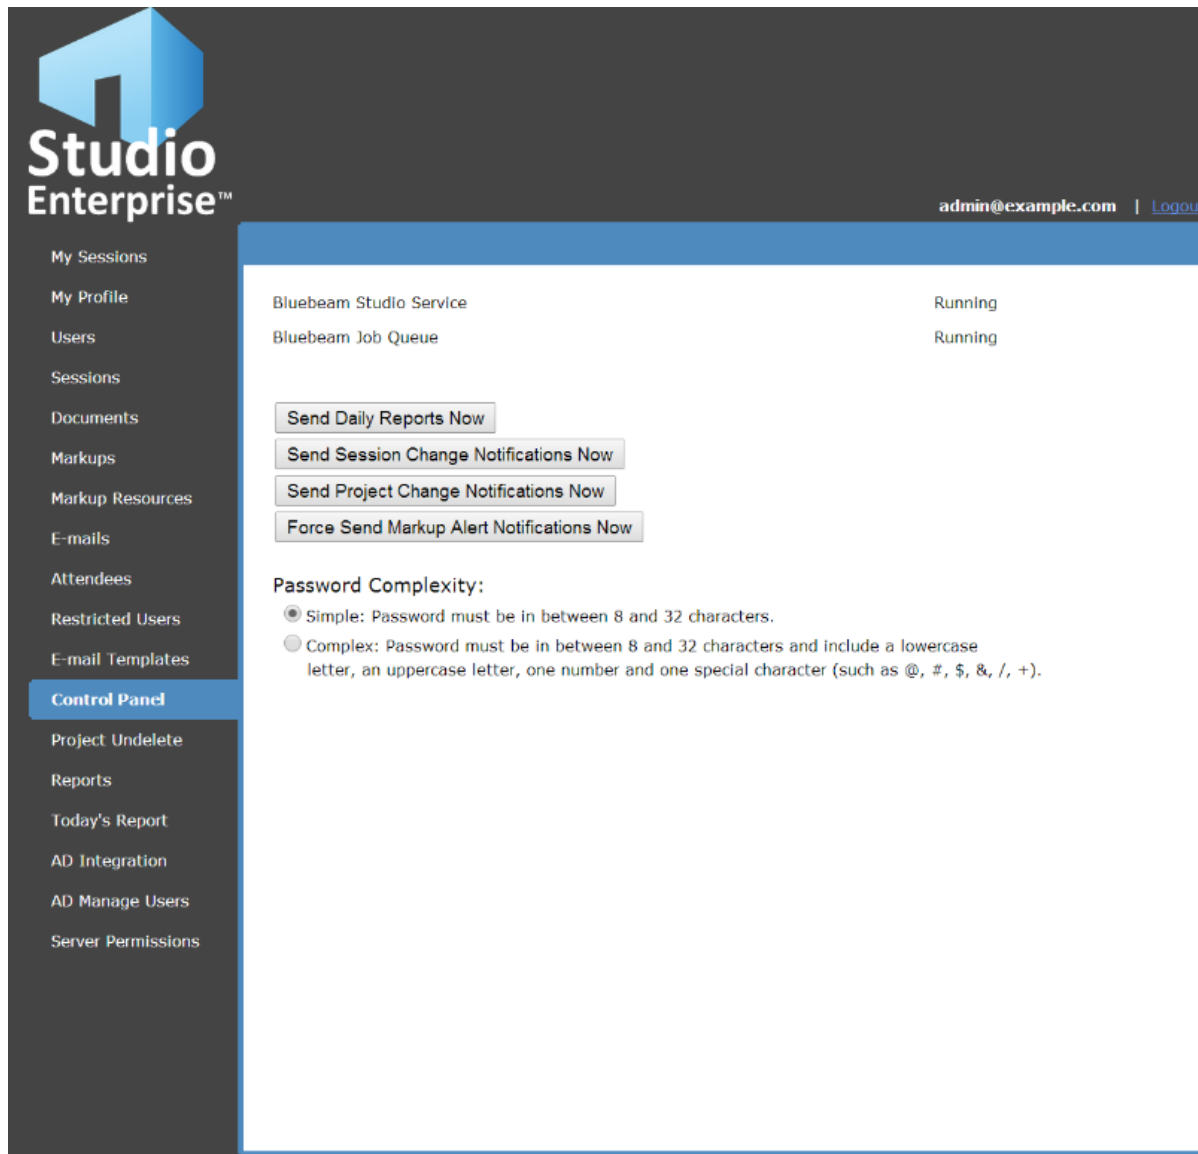 Studio
Enterprise™
admin@example.com | Logou
My Sessions
My Profile
Bluebeam Studio Service Running
Users
Bluebeam Job Queue Running
Sessions
Documents
Send Daily Reports Now
Markups
Send Session Change Notifications Now
Markup Resources
Send Project Change Notifications Now
E-mails
Force Send Markup Alert Notifications Now
Attendees
Password Complexity:
Restricted Users
Simple: Password must be in between 8 and 32 characters.
E-mail Templates
Complex: Password must be in between 8 and 32 characters and include a lowercase
letter, an uppercase letter, one number and one special character (such as @, #, $, &, /, +).
Control Panel
Project Undelete
Reports
Today's Report
AD Integration
AD Manage Users
Server Permissions